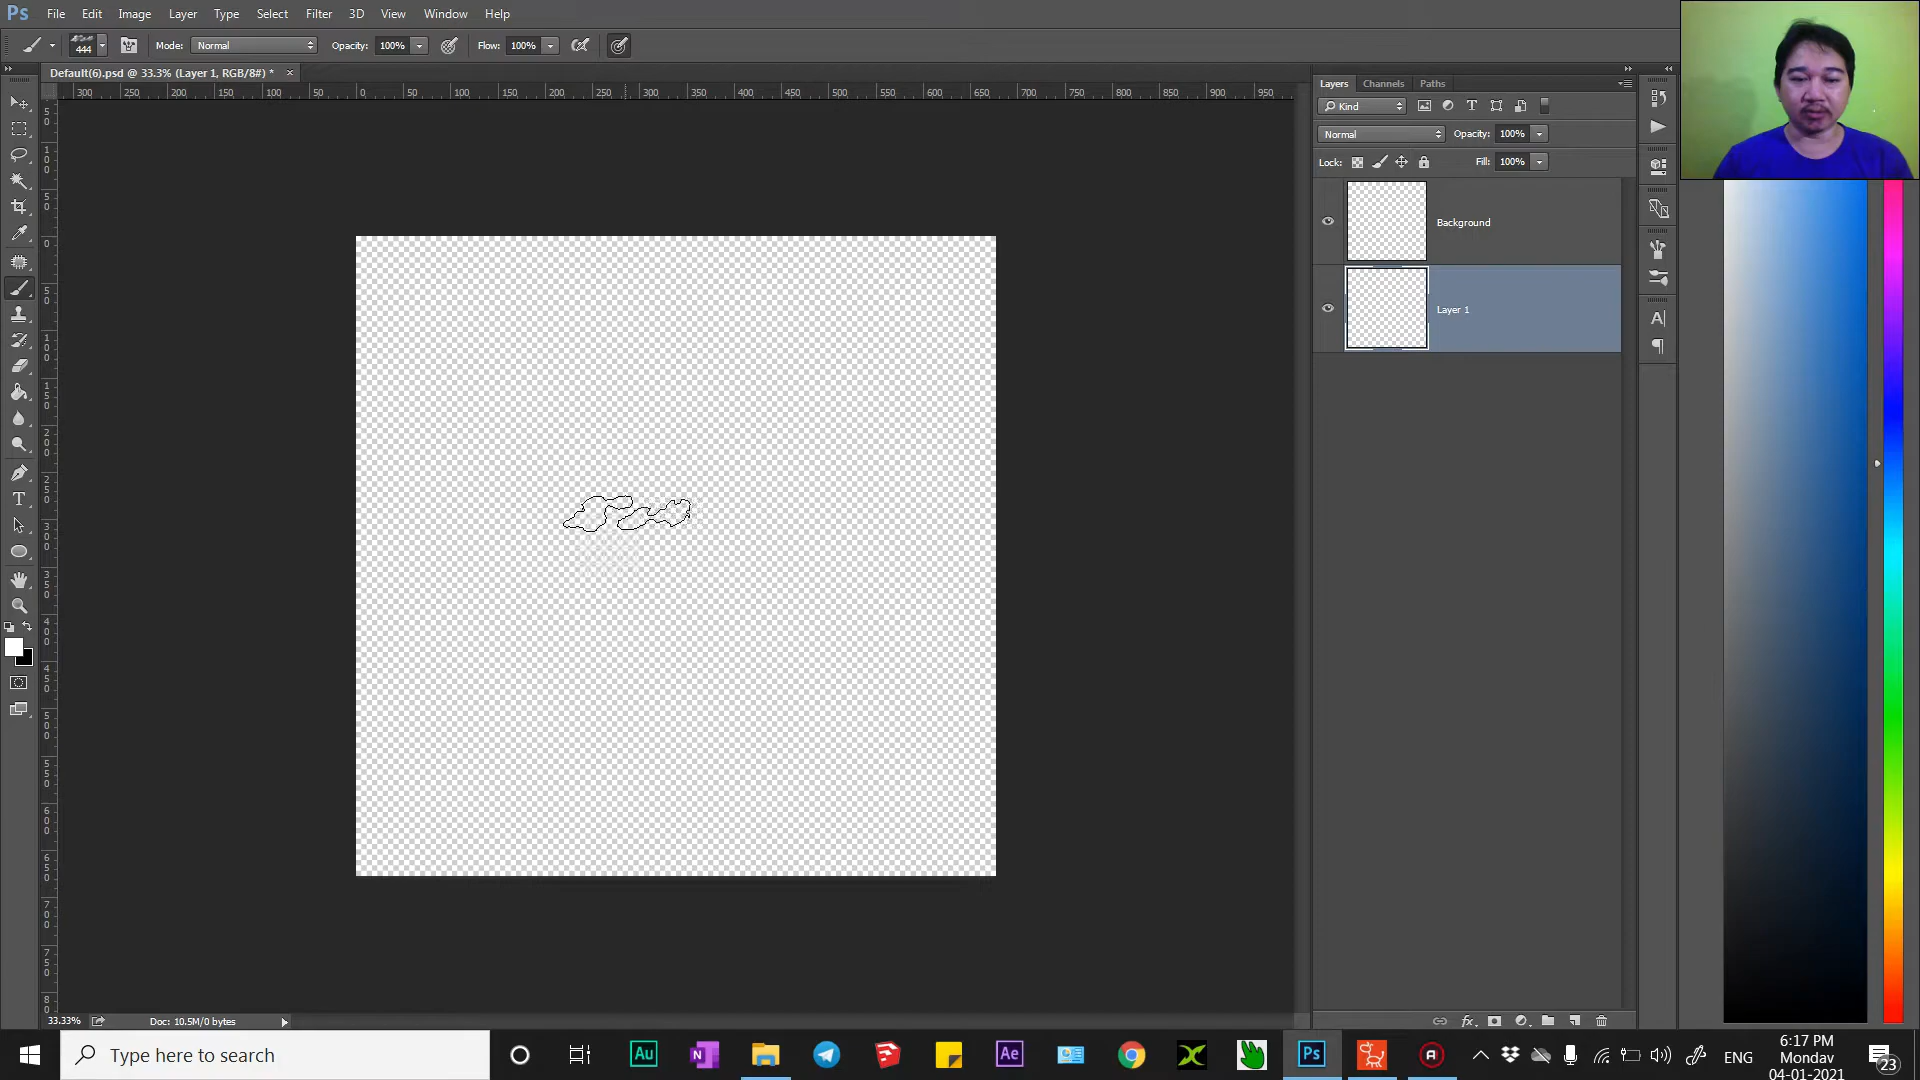 Ps File Edit Image Layer Type Select Filter 3D View Window Help
444 Mode: Normal Opacity: 100% Flow: 100%
Default(6).psd @ 33.3% (Layer 1, RGB/8#) * ×
300 250 200 150 100 50 0 50 100 150 200 250 300 350 400 450 500 550 600 650 700 750 800 850 900 950
Layers Channels Paths
Kind
Normal Opacity: 100%
Lock: Fill: 100%
Background
Layer 1
33.33% Doc: 10.5M/0 bytes
Type here to search
Au N Ae Ps
ENG
6:17 PM
Monday
04-01-2021
23